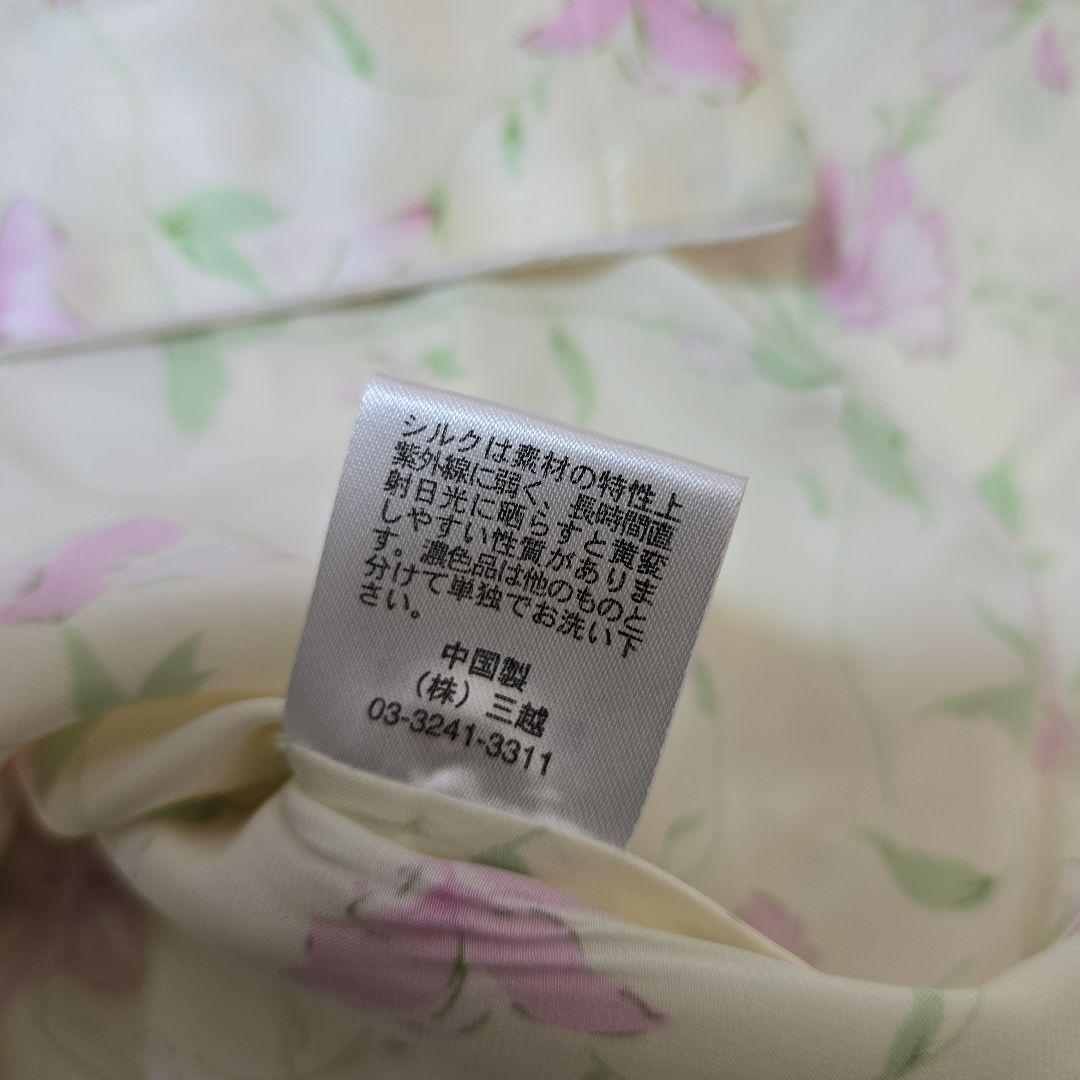 シルクは素材の特性上
紫外線に弱く、長時間直
射日光に晒らすと黄変
しやすい性質がありま
す。濃色品は他のものと
分けて単独でお洗い下
さい。
中国製
（株）三越
03-3241-3311